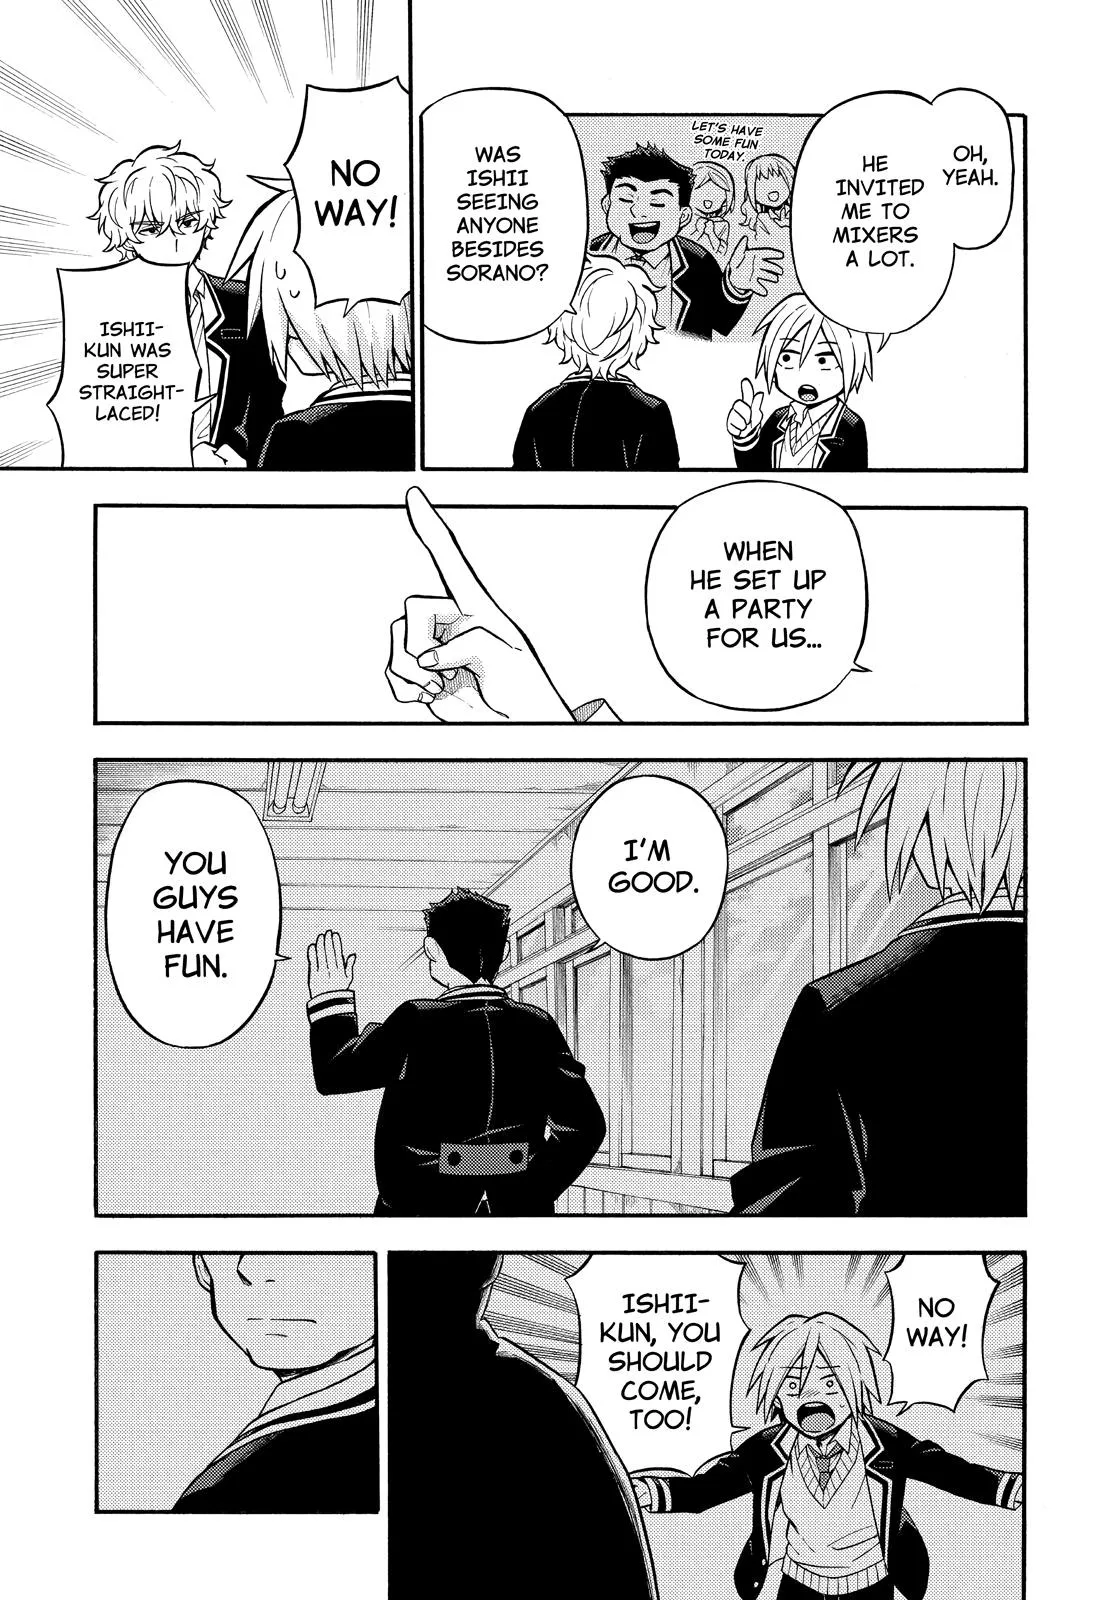 OH,
YEAH.
HE
INVITED
ME TO
MIXERS
A LOT.
LET'S HAVE
SOME FUN
TODAY.
WAS
ISHII
SEEING
ANYONE
BESIDES
SORANO?
NO
WAY!
ISHII-
KUN WAS
SUPER
STRAIGHT-
LACED!
WHEN
HE SET UP
A PARTY
FOR US...
I'M
GOOD.
YOU
GUYS
HAVE
FUN.
NO
WAY!
ISHII-
KUN, YOU
SHOULD
COME,
TOO!